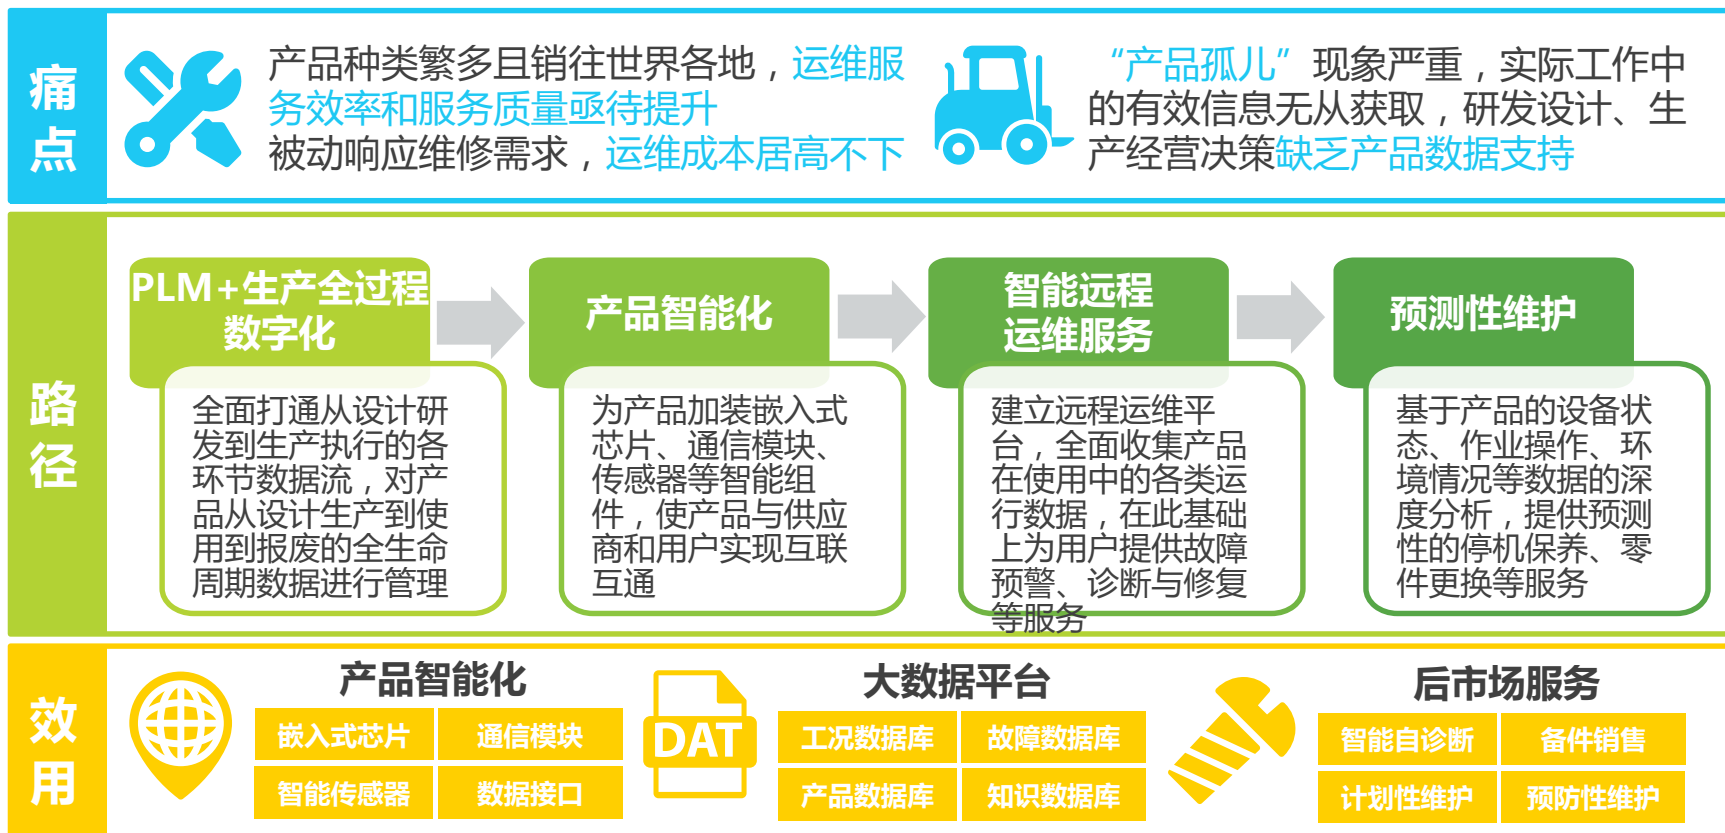 痛点
产品种类繁多且销往世界各地，运维服
务效率和服务质量亟待提升
被动响应维修需求，运维成本居高不下
“产品孤儿”现象严重，实际工作中
的有效信息无从获取，研发设计、生
产经营决策缺乏产品数据支持
路径
PLM+生产全过程
数字化
全面打通从设计研
发到生产执行的各
环节数据流，对产
品从设计生产到使
用到报废的全生命
周期数据进行管理
产品智能化
为产品加装嵌入式
芯片、通信模块、
传感器等智能组
件，使产品与供应
商和用户实现互联
互通
智能远程
运维服务
建立远程运维平
台，全面收集产品
在使用中的各类运
行数据，在此基础
上为用户提供故障
预警、诊断与修复
等服务
预测性维护
基于产品的设备状
态、作业操作、环
境情况等数据的深
度分析，提供预测
性的停机保养、零
件更换等服务
效用
产品智能化
嵌入式芯片
通信模块
智能传感器
数据接口
DAT
大数据平台
工况数据库
故障数据库
产品数据库
知识数据库
后市场服务
智能自诊断
备件销售
计划性维护
预防性维护